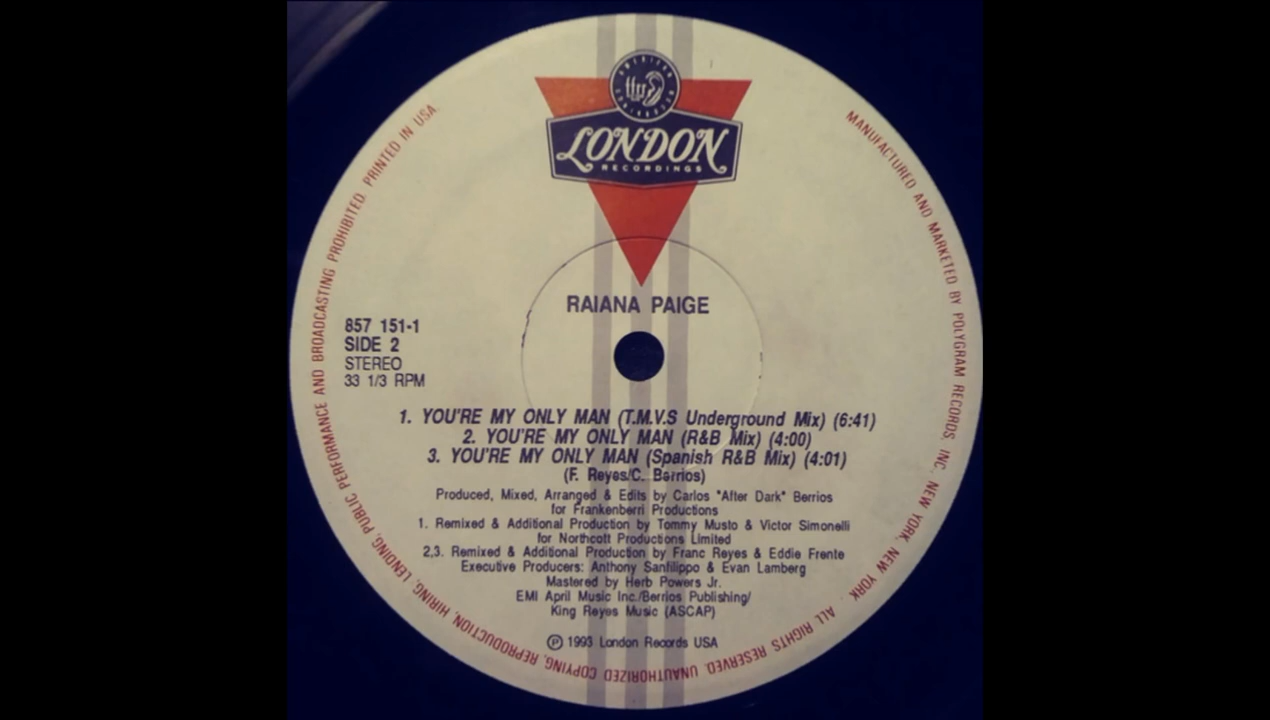 AMERICAN
ffrr
RECORDINGS
LONDON
RECORDINGS
RAIANA PAIGE
857 151-1
SIDE 2
STEREO
33 1/3 RPM
1. YOU'RE MY ONLY MAN (T.M.V.S Underground Mix) (6:41)
2. YOU'RE MY ONLY MAN (R&B Mix) (4:00)
3. YOU'RE MY ONLY MAN (Spanish R&B Mix) (4:01)
(F. Reyes/C. Berrios)
Produced, Mixed, Arranged & Edits by Carlos "After Dark" Berrios
for Frankenberri Productions
1. Remixed & Additional Production by Tommy Musto & Victor Simonelli
for Northcott Productions Limited
2,3. Remixed & Additional Production by Franc Reyes & Eddie Frente
Executive Producers: Anthony Sanfilippo & Evan Lamberg
Mastered by Herb Powers Jr.
EMI April Music Inc./Berrios Publishing/
King Reyes Music (ASCAP)
℗ 1993 London Records USA
MANUFACTURED AND MARKETED BY POLYGRAM RECORDS, INC., NEW YORK, NEW YORK. ALL RIGHTS RESERVED. UNAUTHORIZED COPYING, REPRODUCTION, HIRING, LENDING, PUBLIC PERFORMANCE AND BROADCASTING PROHIBITED. PRINTED IN USA.